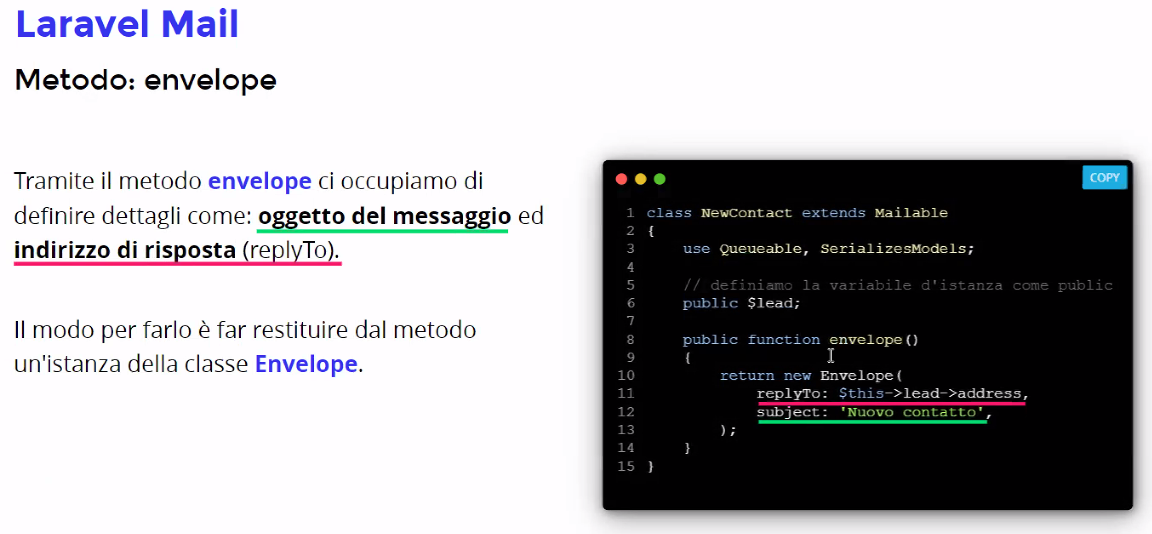 Laravel Mail
Metodo: envelope
Tramite il metodo envelope ci occupiamo di
definire dettagli come: oggetto del messaggio ed
indirizzo di risposta (replyTo).
Il modo per farlo è far restituire dal metodo
un'istanza della classe Envelope.
COPY
1 class NewContact extends Mailable
2 {
3     use Queueable, SerializesModels;
4
5     // definiamo la variabile d'istanza come public
6     public $lead;
7
8     public function envelope()
9     {
10         return new Envelope(
11             replyTo: $this->lead->address,
12             subject: 'Nuovo contatto',
13         );
14     }
15 }